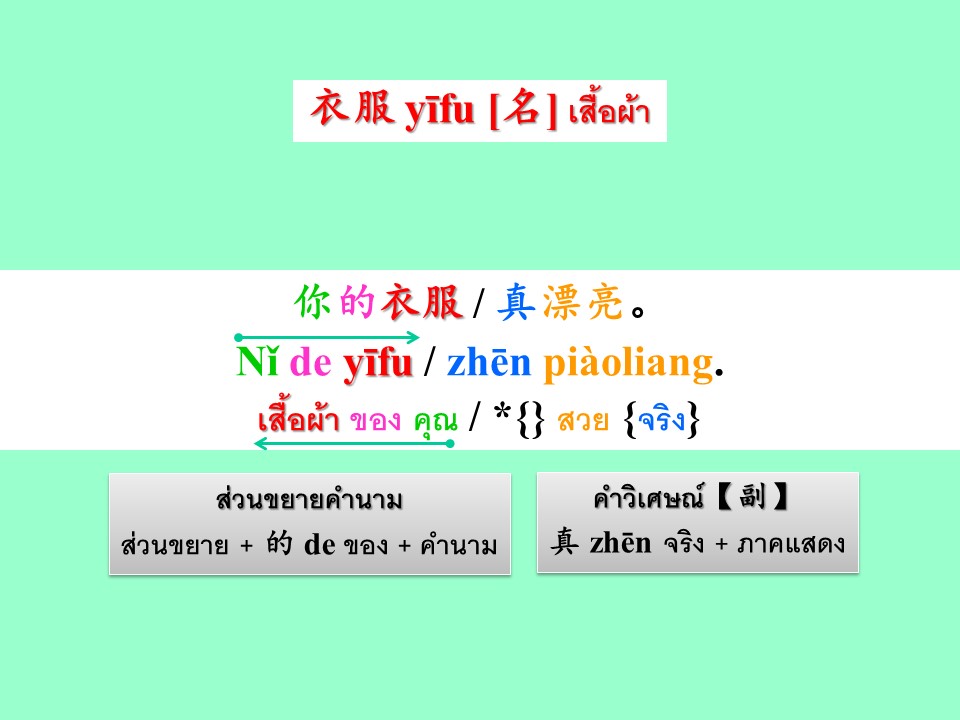 衣服 yīfu [名] เสื้อผ้า
你的衣服 / 真漂亮。
Nǐ de yīfu / zhēn piàoliang.
เสื้อผ้า ของ คุณ / *{} สวย {จริง}
ส่วนขยายคำนาม
ส่วนขยาย + 的 de ของ + คำนาม
คำวิเศษณ์【副】
真 zhēn จริง + ภาคแสดง